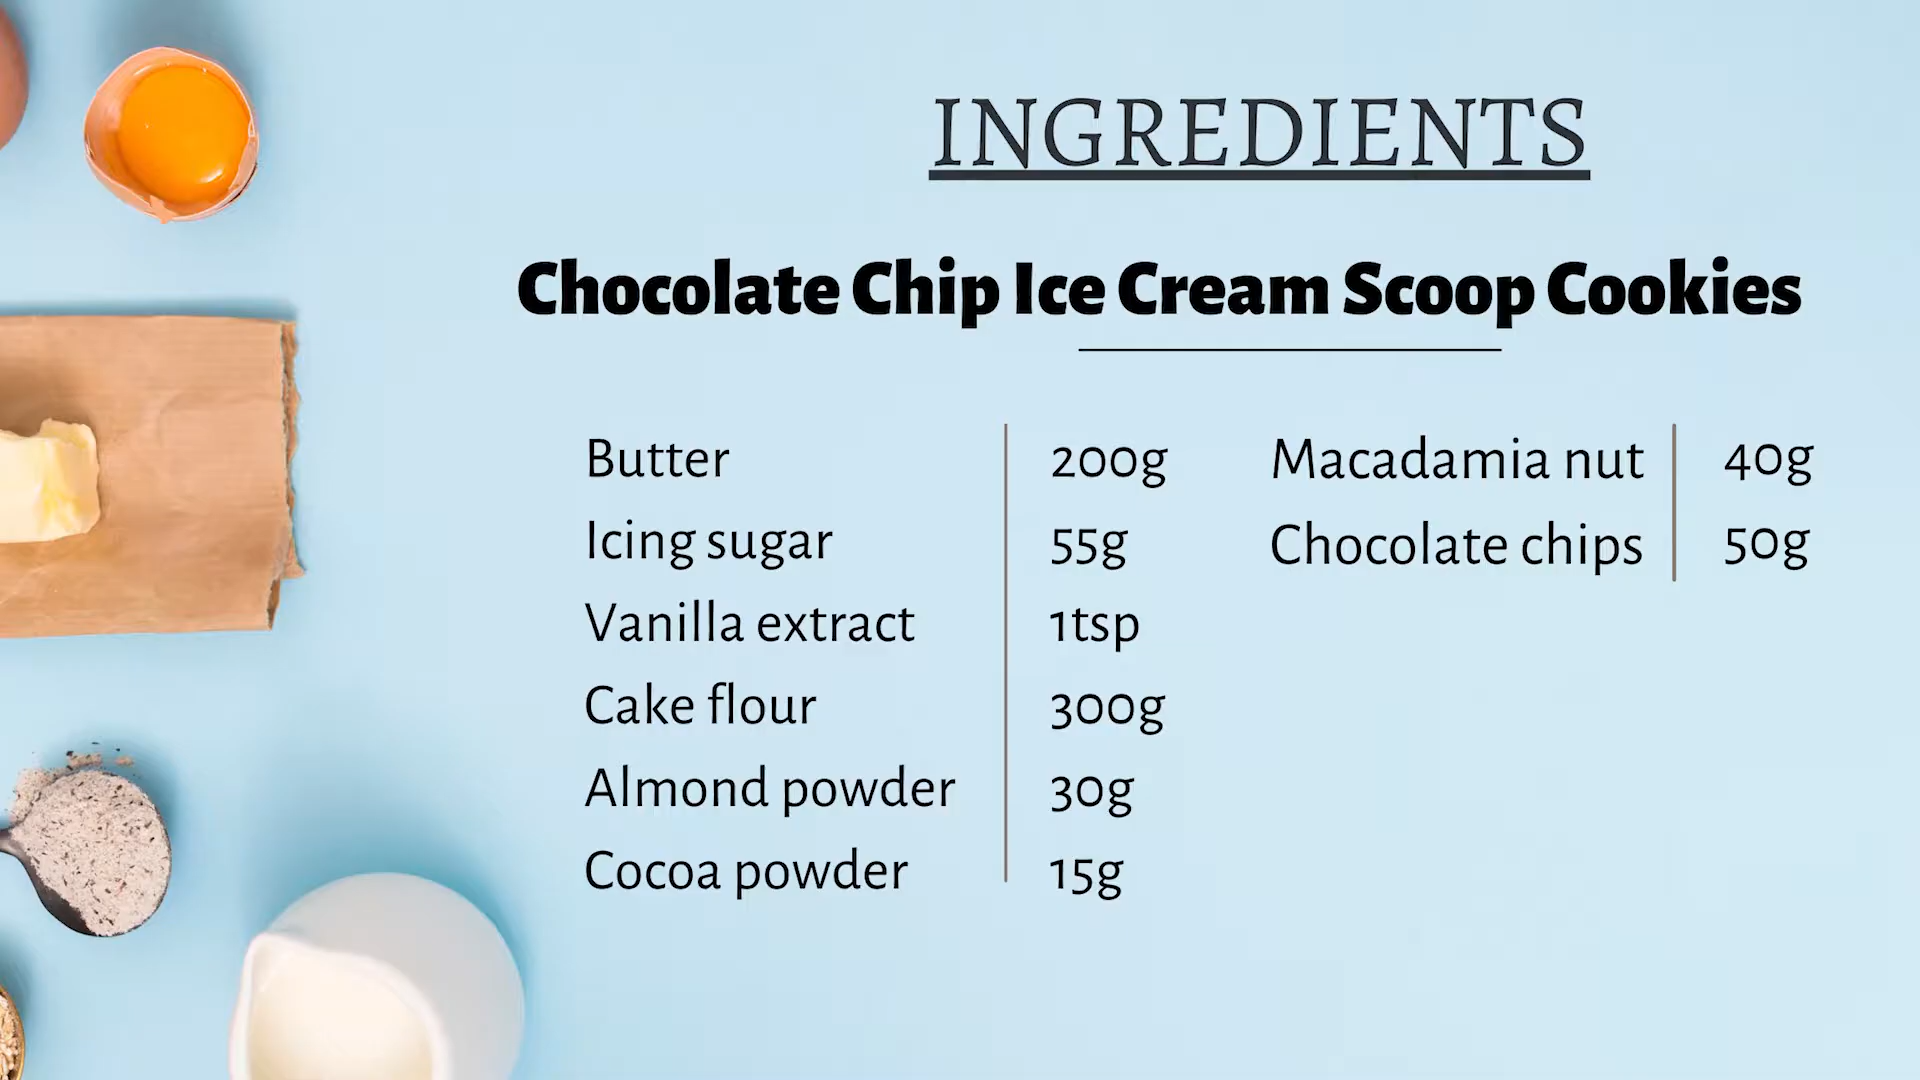 INGREDIENTS
Chocolate Chip Ice Cream Scoop Cookies
Butter 200g
Icing sugar 55g
Vanilla extract 1tsp
Cake flour 300g
Almond powder 30g
Cocoa powder 15g
Macadamia nut 40g
Chocolate chips 50g